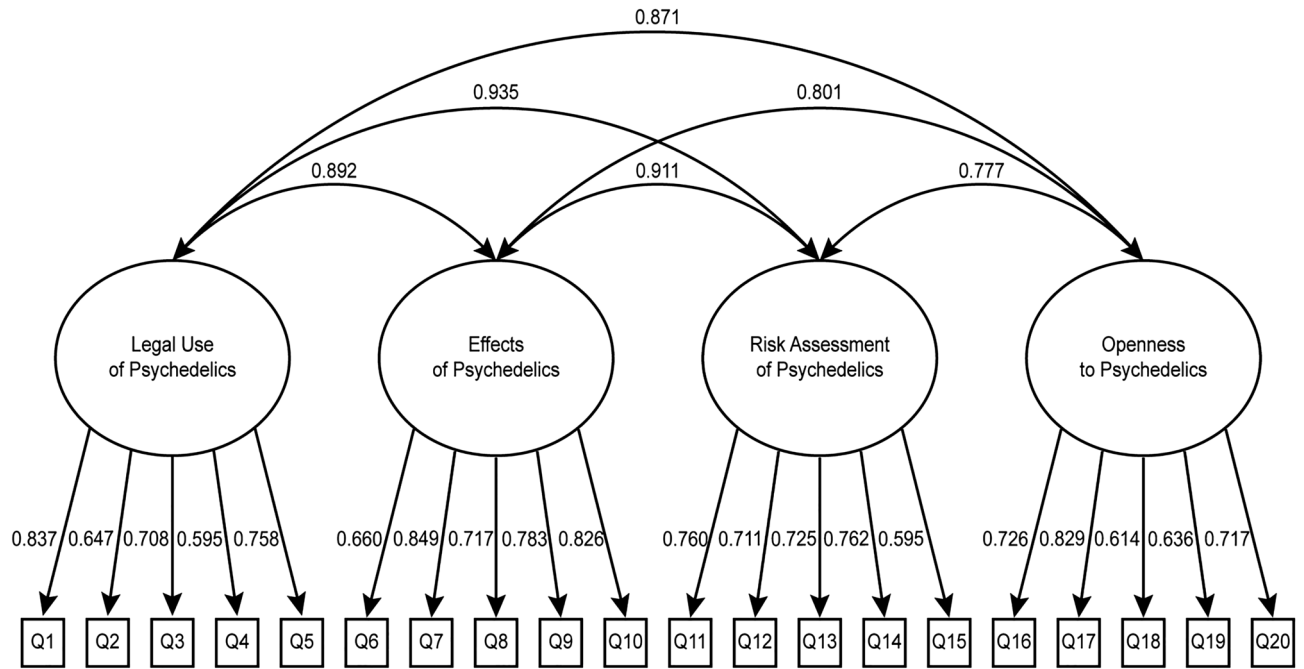 0.871
0.935
0.801
0.892
0.911
0.777
Legal Use
of Psychedelics
Effects
of Psychedelics
Risk Assessment
of Psychedelics
Openness
to Psychedelics
0.837 0.647 0.708 0.595 0.758 0.660 0.849 0.717 0.783 0.826 0.760 0.711 0.725 0.762 0.595 0.726 0.829 0.614 0.636 0.717
Q1 Q2 Q3 Q4 Q5 Q6 Q7 Q8 Q9 Q10 Q11 Q12 Q13 Q14 Q15 Q16 Q17 Q18 Q19 Q20